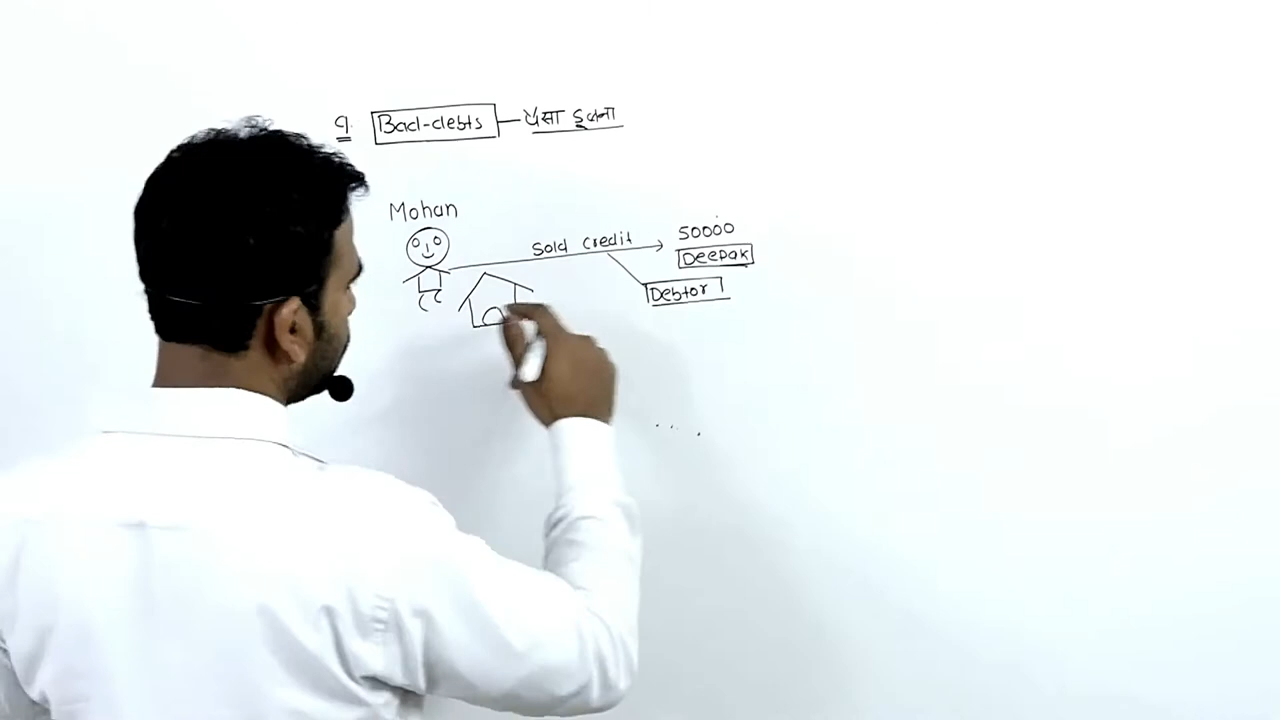 9. Bad-debts — पैसा डूबना
Mohan
Sold credit
50000
Deepak
Debtor